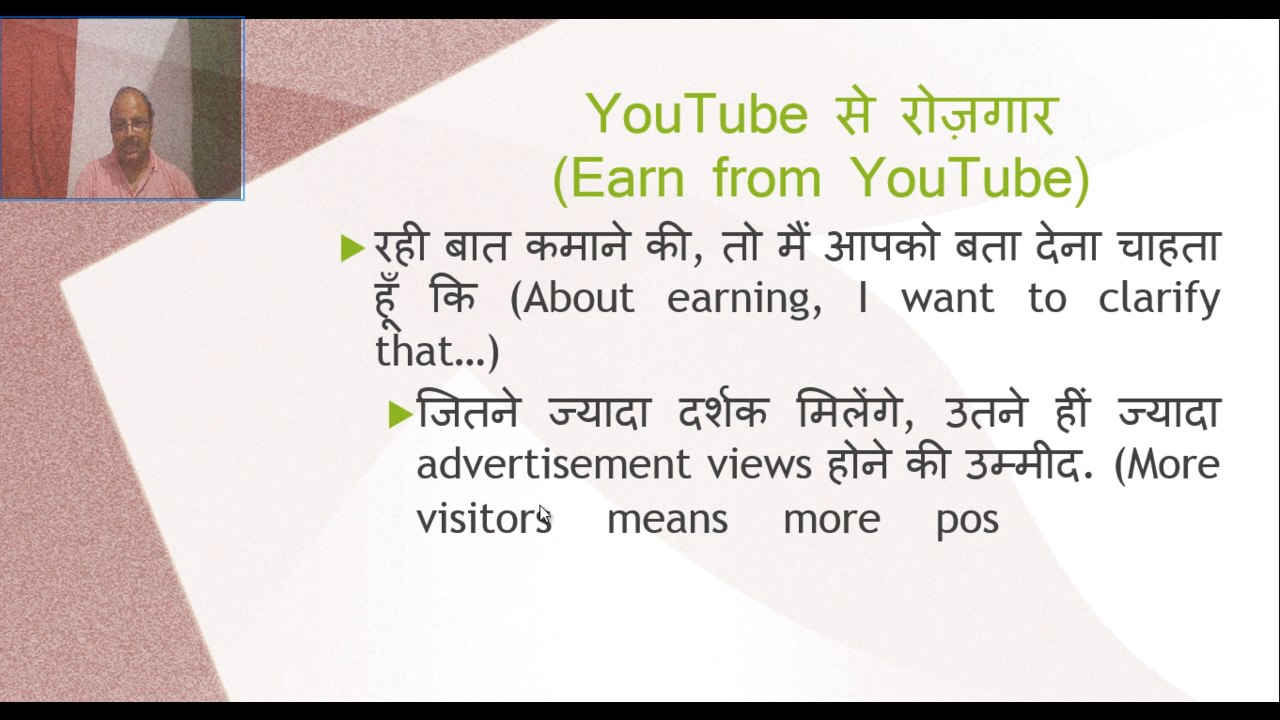 YouTube से रोज़गार
(Earn from YouTube)
रही बात कमाने की, तो मैं आपको बता देना चाहता
हूँ कि (About earning, I want to clarify
that...)
जितने ज्यादा दर्शक मिलेंगे, उतने हीं ज्यादा
advertisement views होने की उम्मीद. (More
visitors means more pos